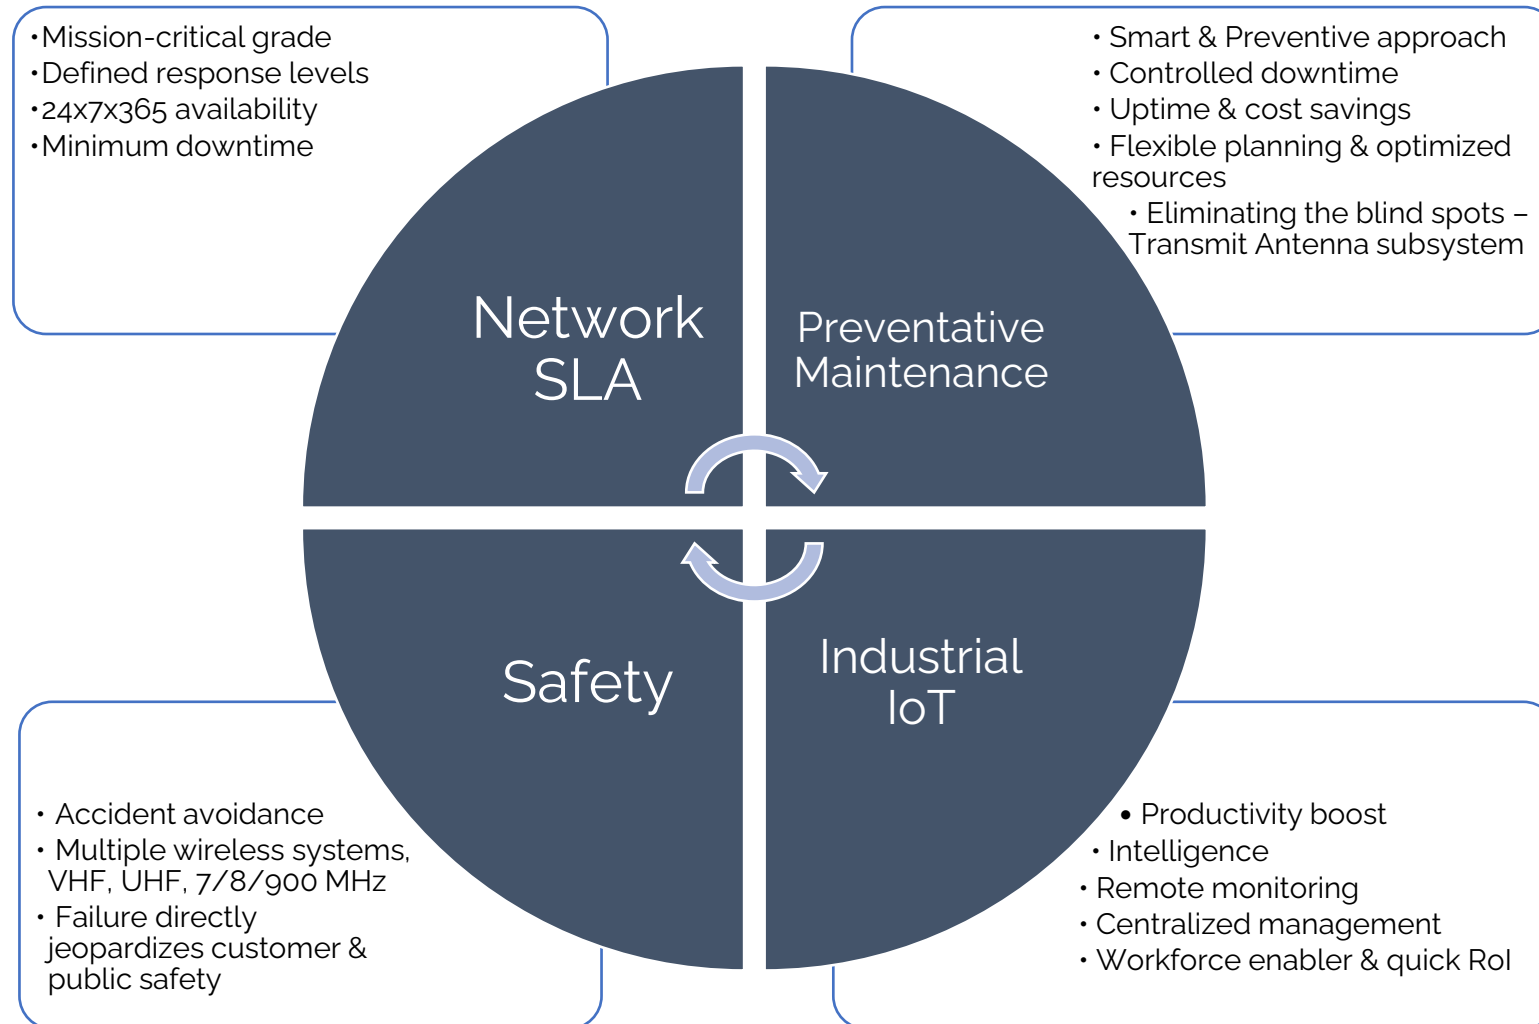 •Mission-critical grade
•Defined response levels
•24x7x365 availability
•Minimum downtime
• Smart & Preventive approach
• Controlled downtime
• Uptime & cost savings
• Flexible planning & optimized
resources
• Eliminating the blind spots –
Transmit Antenna subsystem
Network
SLA
Preventative
Maintenance
Safety
Industrial
IoT
• Accident avoidance
• Multiple wireless systems,
VHF, UHF, 7/8/900 MHz
• Failure directly
jeopardizes customer &
public safety
• Productivity boost
• Intelligence
• Remote monitoring
• Centralized management
• Workforce enabler & quick RoI